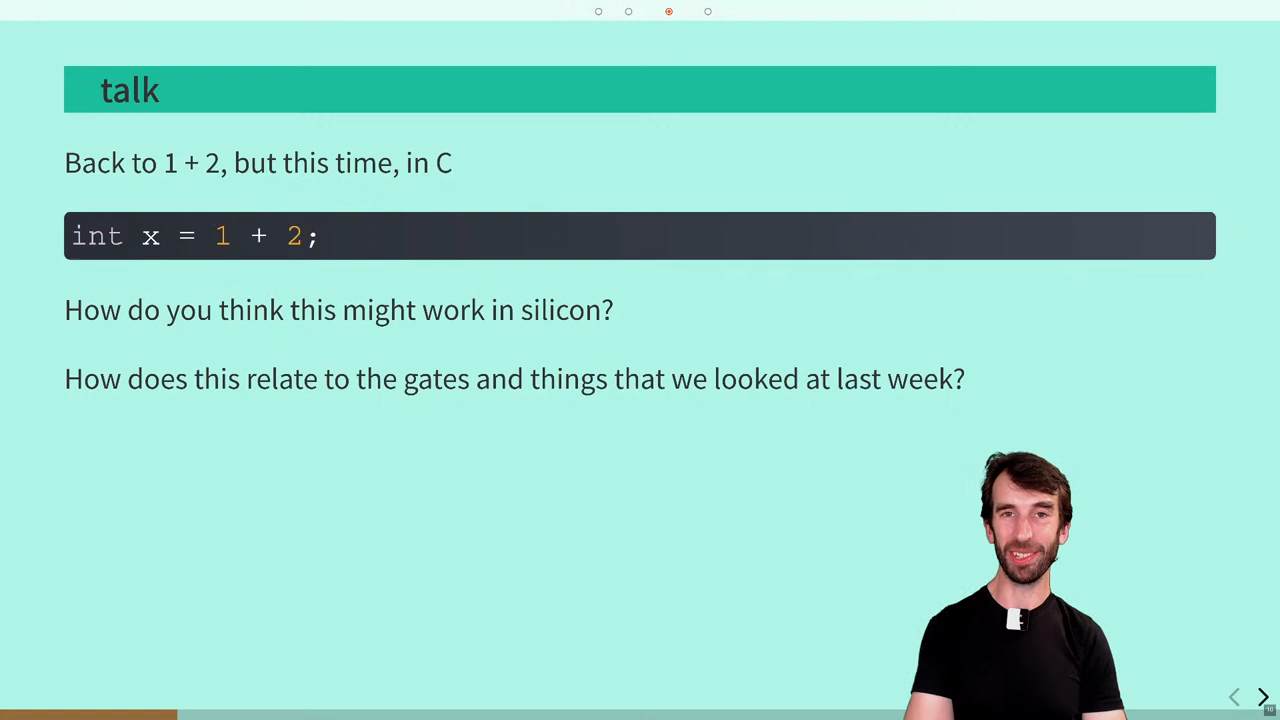 talk
Back to 1 + 2, but this time, in C
int x = 1 + 2;
How do you think this might work in silicon?
How does this relate to the gates and things that we looked at last week?
10